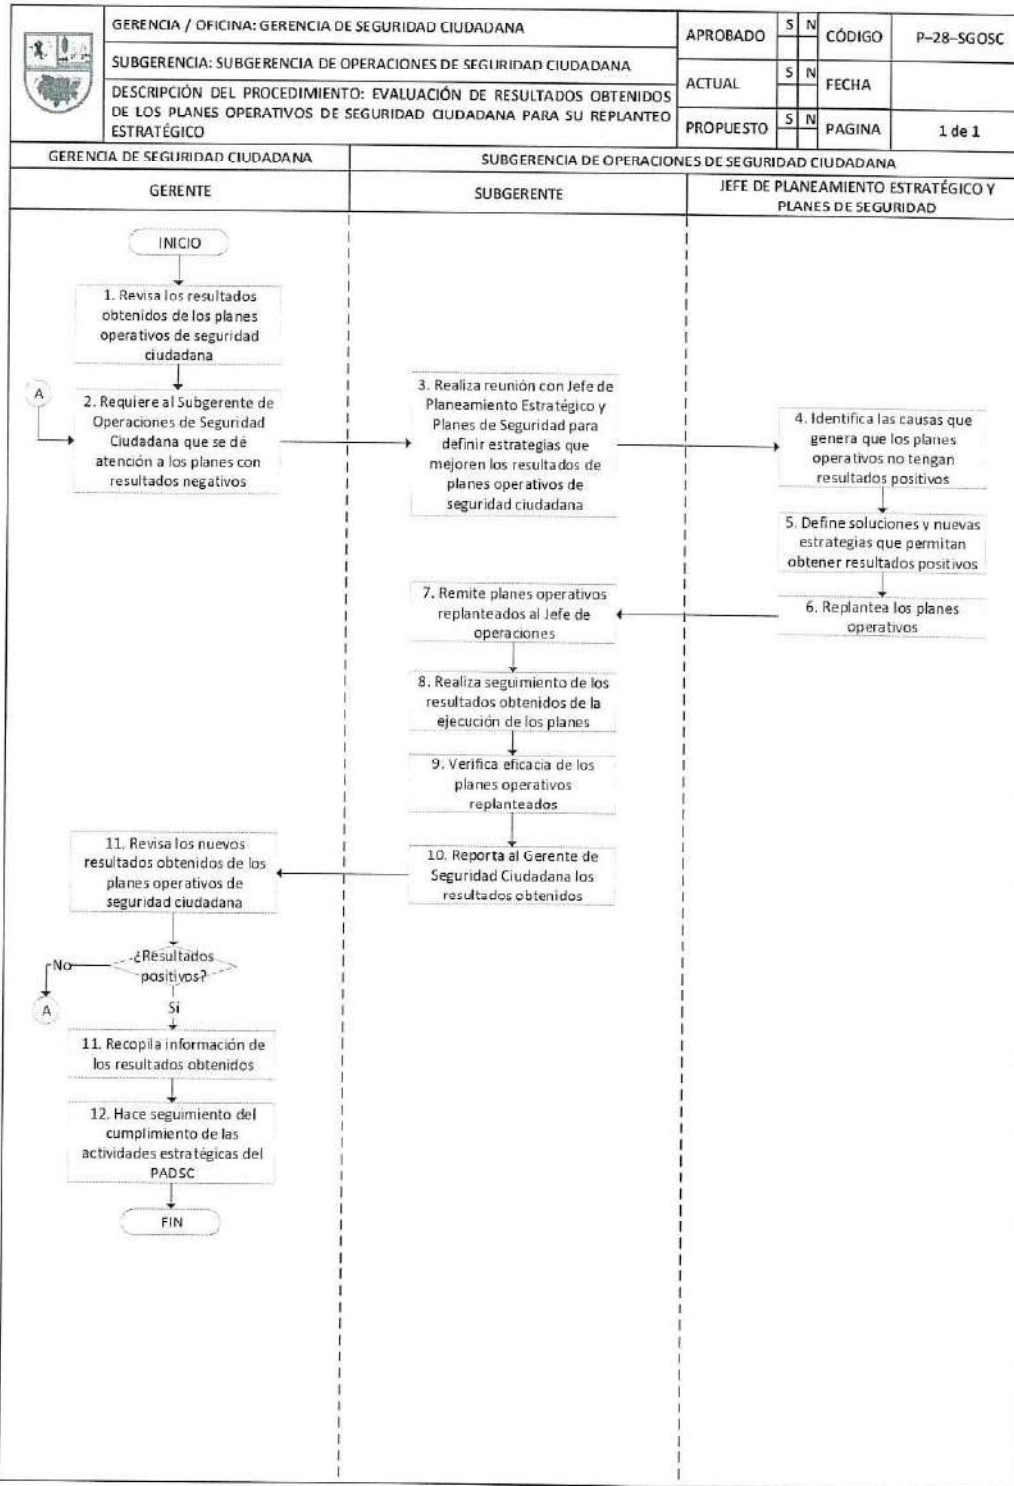 GERENCIA / OFICINA: GERENCIA DE SEGURIDAD CIUDADANA
SUBGERENCIA: SUBGERENCIA DE OPERACIONES DE SEGURIDAD CIUDADANA
DESCRIPCIÓN DEL PROCEDIMIENTO: EVALUACIÓN DE RESULTADOS OBTENIDOS
DE LOS PLANES OPERATIVOS DE SEGURIDAD CIUDADANA PARA SU REPLANTEO
ESTRATÉGICO
APROBADO S N CÓDIGO P-28-SGOSC
ACTUAL S N FECHA
PROPUESTO S N PAGINA 1 de 1
GERENCIA DE SEGURIDAD CIUDADANA
SUBGERENCIA DE OPERACIONES DE SEGURIDAD CIUDADANA
GERENTE
SUBGERENTE
JEFE DE PLANEAMIENTO ESTRATÉGICO Y
PLANES DE SEGURIDAD
INICIO
1. Revisa los resultados
obtenidos de los planes
operativos de seguridad
ciudadana
A
2. Requiere al Subgerente de
Operaciones de Seguridad
Ciudadana que se dé
atención a los planes con
resultados negativos
3. Realiza reunión con Jefe de
Planeamiento Estratégico y
Planes de Seguridad para
definir estrategias que
mejoren los resultados de
planes operativos de
seguridad ciudadana
4. Identifica las causas que
genera que los planes
operativos no tengan
resultados positivos
5. Define soluciones y nuevas
estrategias que permitan
obtener resultados positivos
6. Replantea los planes
operativos
7. Remite planes operativos
replanteados al Jefe de
operaciones
8. Realiza seguimiento de los
resultados obtenidos de la
ejecución de los planes
9. Verifica eficacia de los
planes operativos
replanteados
10. Reporta al Gerente de
Seguridad Ciudadana los
resultados obtenidos
11. Revisa los nuevos
resultados obtenidos de los
planes operativos de
seguridad ciudadana
¿Resultados
positivos?
No
A
Si
11. Recopila información de
los resultados obtenidos
12. Hace seguimiento del
cumplimiento de las
actividades estratégicas del
PADSC
FIN